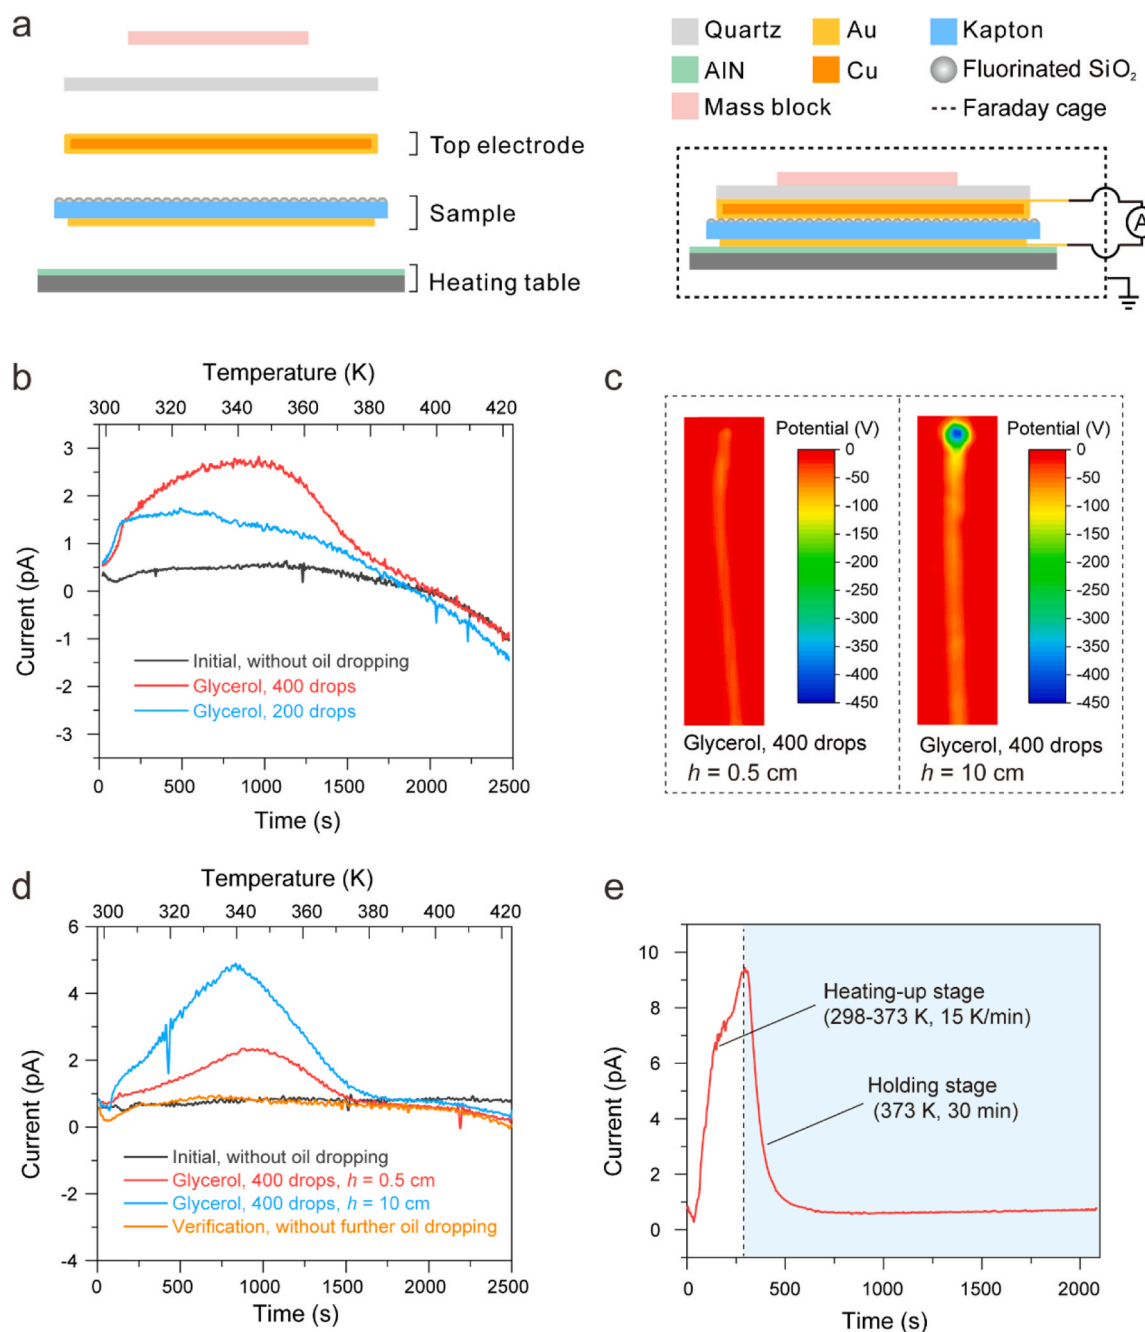 a
Quartz
Au
Kapton
AlN
Cu
Fluorinated SiO₂
Mass block
Faraday cage
Top electrode
Sample
Heating table
A
b
Temperature (K)
300 320 340 360 380 400 420
3
2
1
0
-1
-2
-3
Current (pA)
Initial, without oil dropping
Glycerol, 400 drops
Glycerol, 200 drops
0 500 1000 1500 2000 2500
Time (s)
c
Potential (V)
0
-50
-100
-150
-200
-250
-300
-350
-400
-450
Glycerol, 400 drops
h = 0.5 cm
Potential (V)
0
-50
-100
-150
-200
-250
-300
-350
-400
-450
Glycerol, 400 drops
h = 10 cm
d
Temperature (K)
300 320 340 360 380 400 420
6
4
2
0
-2
-4
Current (pA)
Initial, without oil dropping
Glycerol, 400 drops, h = 0.5 cm
Glycerol, 400 drops, h = 10 cm
Verification, without further oil dropping
0 500 1000 1500 2000 2500
Time (s)
e
10
8
6
4
2
0
Current (pA)
Heating-up stage
(298-373 K, 15 K/min)
Holding stage
(373 K, 30 min)
0 500 1000 1500 2000
Time (s)